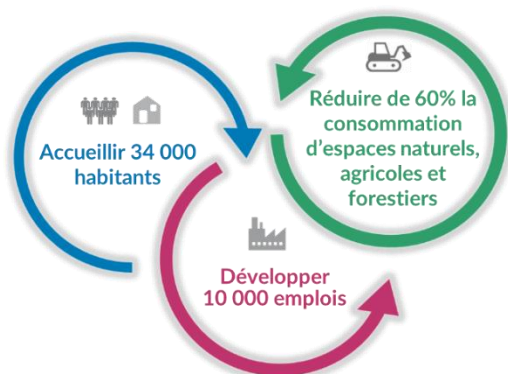 Accueillir 34 000
habitants
Réduire de 60% la
consommation
d'espaces naturels,
agricoles et
forestiers
Développer
10 000 emplois